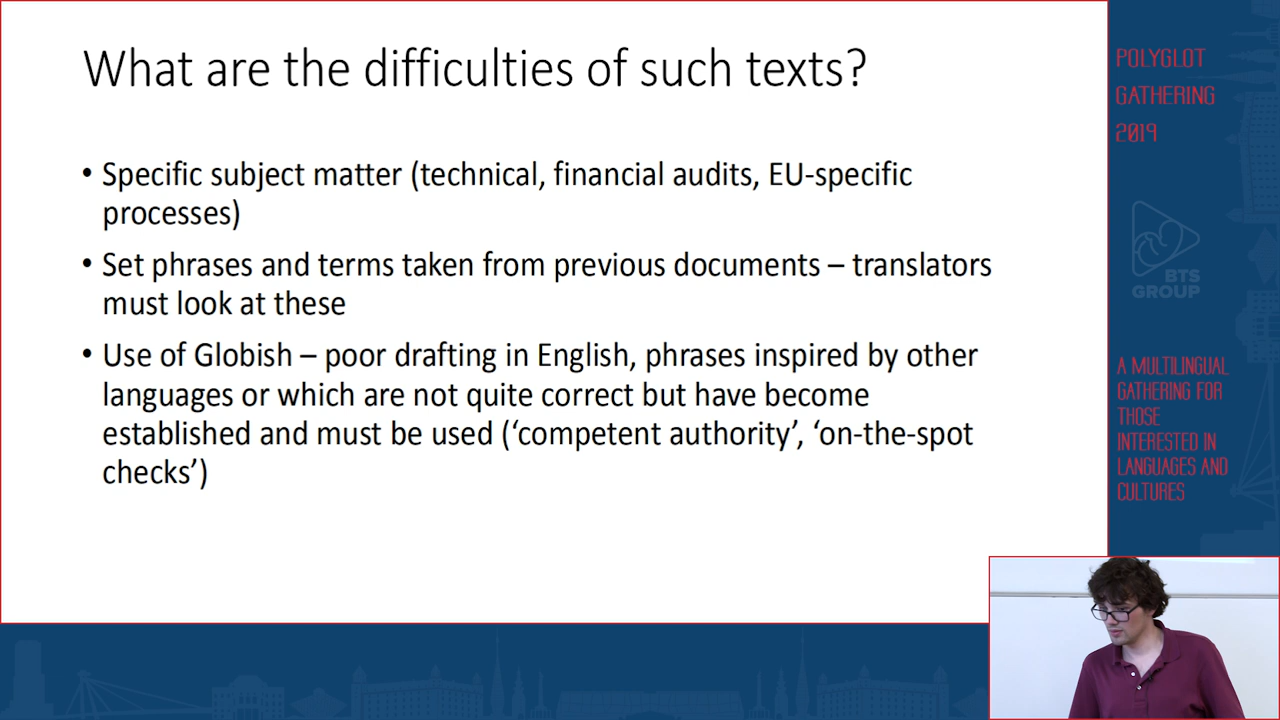 What are the difficulties of such texts?
• Specific subject matter (technical, financial audits, EU-specific
processes)
• Set phrases and terms taken from previous documents – translators
must look at these
• Use of Globish – poor drafting in English, phrases inspired by other
languages or which are not quite correct but have become
established and must be used (‘competent authority’, ‘on-the-spot
checks’)
POLYGLOT
GATHERING
2019
BTS
GROUP
A MULTILINGUAL
GATHERING FOR
THOSE
INTERESTED IN
LANGUAGES AND
CULTURES